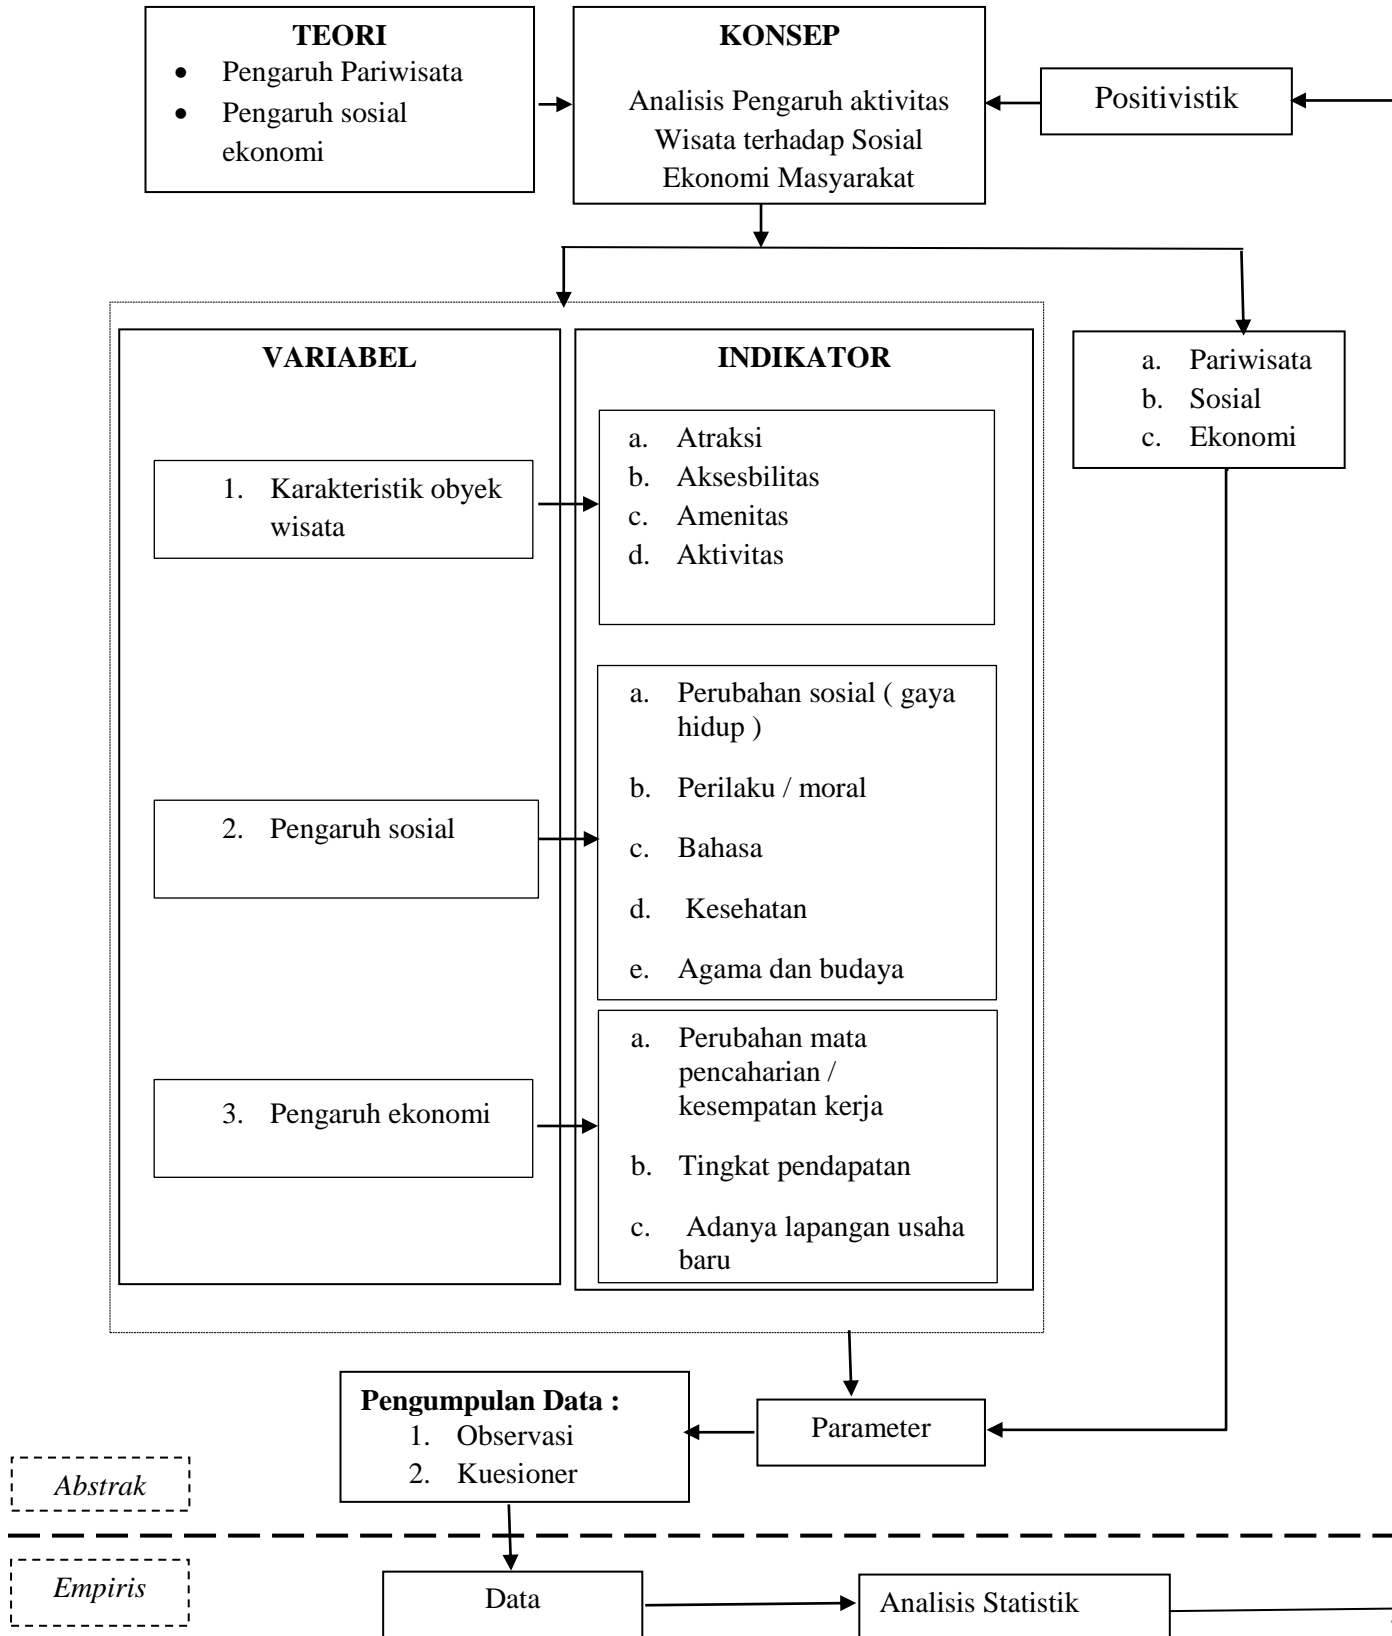 TEORI
• Pengaruh Pariwisata
• Pengaruh sosial
ekonomi
KONSEP
Analisis Pengaruh aktivitas
Wisata terhadap Sosial
Ekonomi Masyarakat
Positivistik
VARIABEL
1. Karakteristik obyek
wisata
2. Pengaruh sosial
3. Pengaruh ekonomi
INDIKATOR
a. Atraksi
b. Aksesbilitas
c. Amenitas
d. Aktivitas
a. Perubahan sosial ( gaya
hidup )
b. Perilaku / moral
c. Bahasa
d. Kesehatan
e. Agama dan budaya
a. Perubahan mata
pencaharian /
kesempatan kerja
b. Tingkat pendapatan
c. Adanya lapangan usaha
baru
a. Pariwisata
b. Sosial
c. Ekonomi
Pengumpulan Data :
1. Observasi
2. Kuesioner
Parameter
Abstrak
Empiris
Data
Analisis Statistik